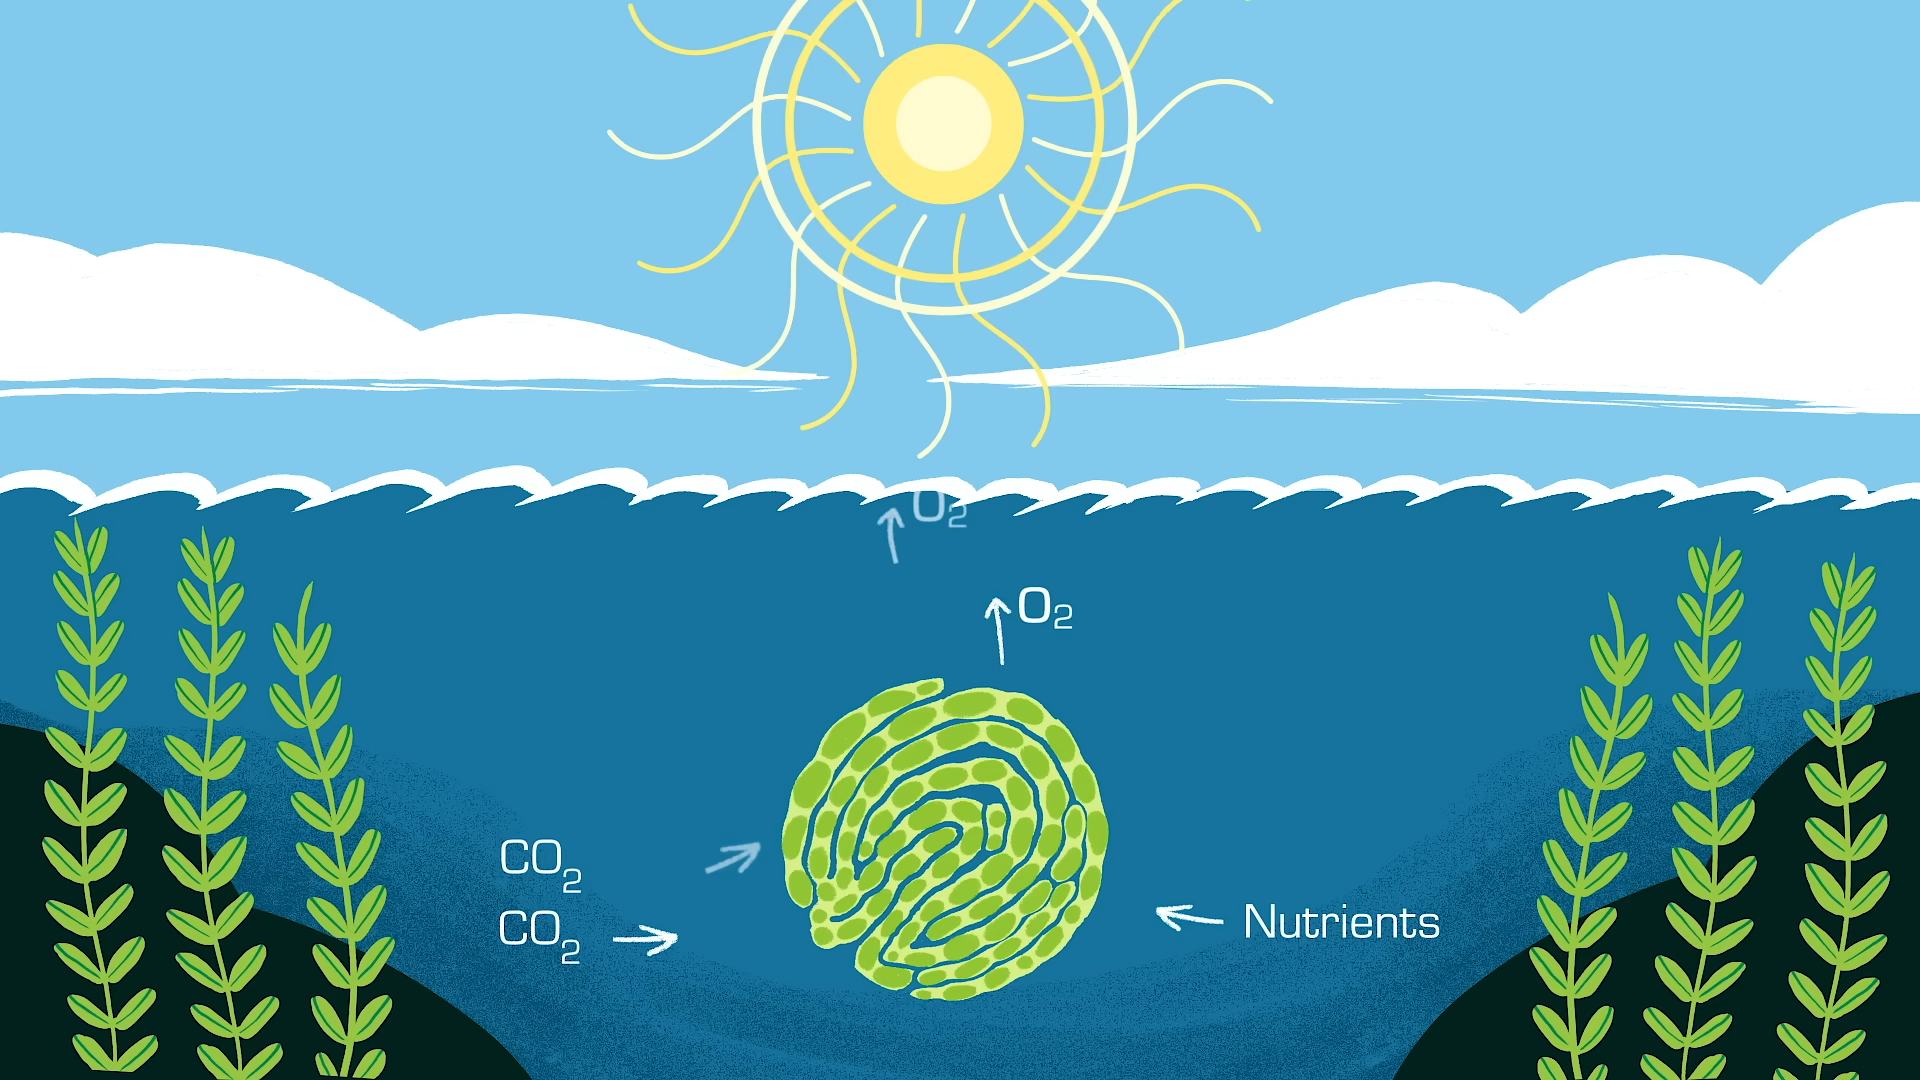 O₂
O₂
CO₂
CO₂
Nutrients